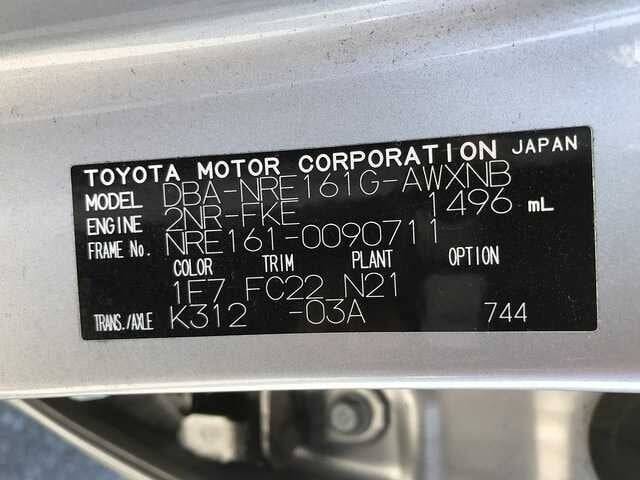 TOYOTA MOTOR CORPORATION JAPAN
MODEL DBA-NRE161G-AWXNB
ENGINE 2NR-FKE 1496 mL
FRAME No. NRE161-0090711
COLOR TRIM PLANT OPTION
1F7 FC22 N21
TRANS./AXLE K312 -03A 744